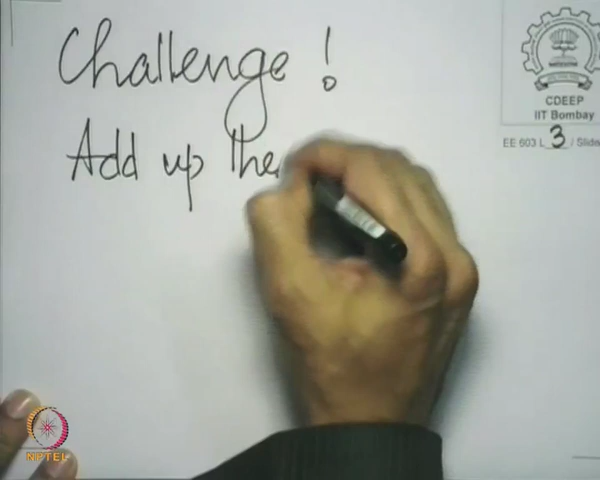 Challenge !
Add up the
CDEEP
IIT Bombay
EE 603 L 3 / Slide
NPTEL